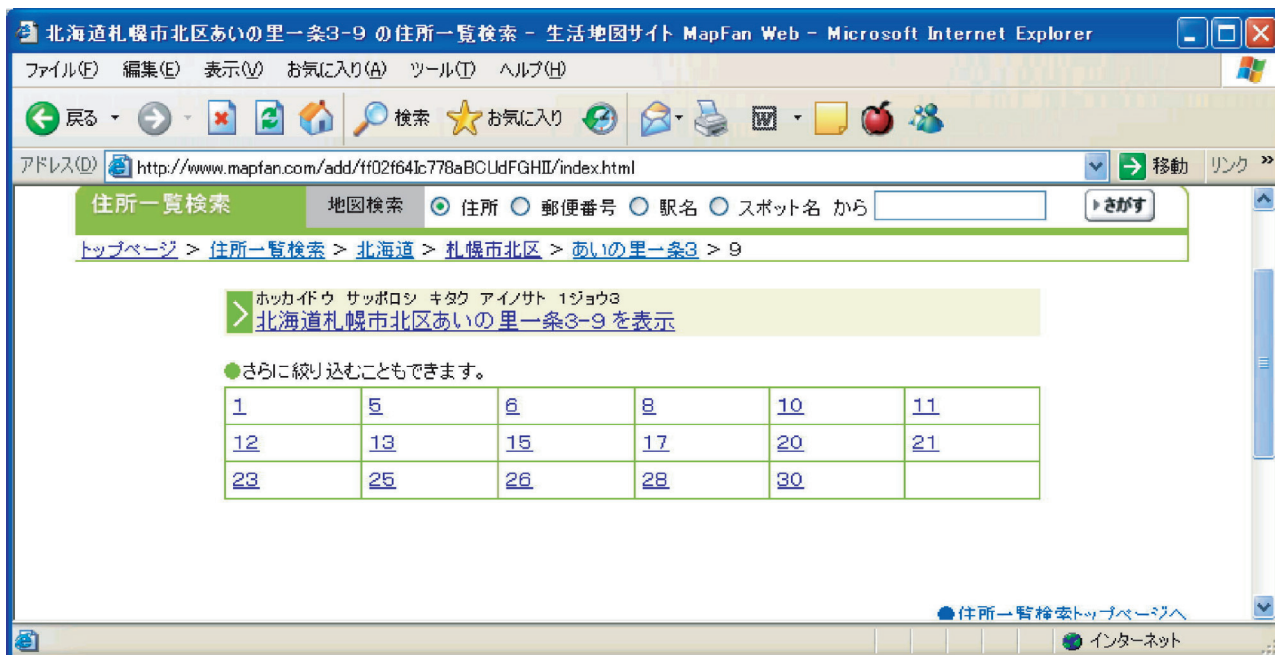 北海道札幌市北区あいの里一条3-9 の住所一覧検索 - 生活地図サイト MapFan Web - Microsoft Internet Explorer
ファイル(F) 編集(E) 表示(V) お気に入り(A) ツール(T) ヘルプ(H)
戻る 検索 お気に入り
アドレス(D) http://www.mapfan.com/add/ff02f64Ic778aBCUdFGHII/index.html 移動 リンク »
住所一覧検索 地図検索 住所 郵便番号 駅名 スポット名 から さがす
トップページ > 住所一覧検索 > 北海道 > 札幌市北区 > あいの里一条3 > 9
ホッカイドウ サッポロシ キタク アイノサト 1ジョウ3
北海道札幌市北区あいの里一条3-9 を表示
●さらに絞り込むこともできます。
1 5 6 8 10 11
12 13 15 17 20 21
23 25 26 28 30
●住所一覧検索トップページへ
インターネット